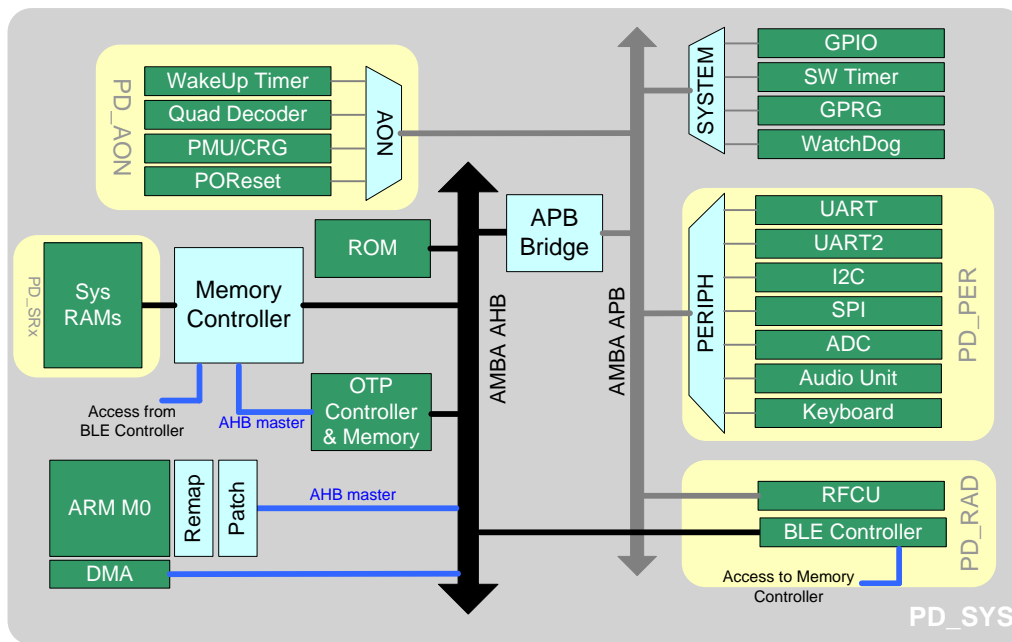 PD_AON
WakeUp Timer
Quad Decoder
PMU/CRG
POReset
AON
SYSTEM
GPIO
SW Timer
GPRG
WatchDog
ROM
APB
Bridge
PD_SRx
Sys
RAMs
Memory
Controller
AMBA AHB
AMBA APB
PERIPH
UART
UART2
I2C
SPI
ADC
Audio Unit
Keyboard
PD_PER
Access from
BLE Controller
AHB master
OTP
Controller
& Memory
ARM M0
Remap
Patch
AHB master
DMA
RFCU
BLE Controller
PD_RAD
Access to Memory
Controller
PD_SYS